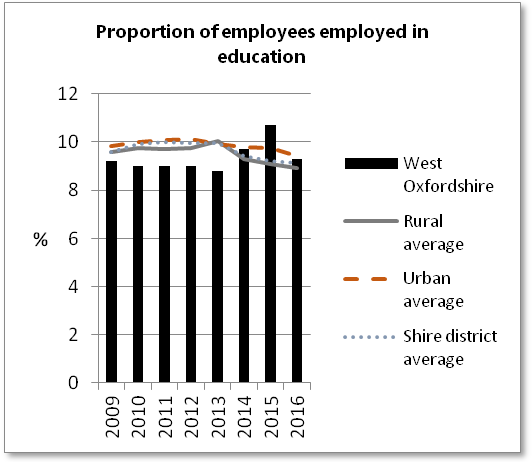 Proportion of employees employed in
education
12
10
8
6
4
2
0
%
2009
2010
2011
2012
2013
2014
2015
2016
West
Oxfordshire
Rural
average
Urban
average
Shire district
average